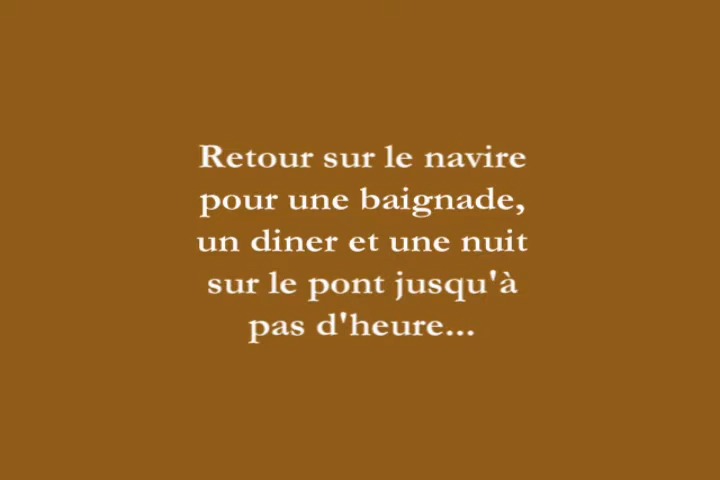 Retour sur le navire
pour une baignade,
un diner et une nuit
sur le pont jusqu'à
pas d'heure...